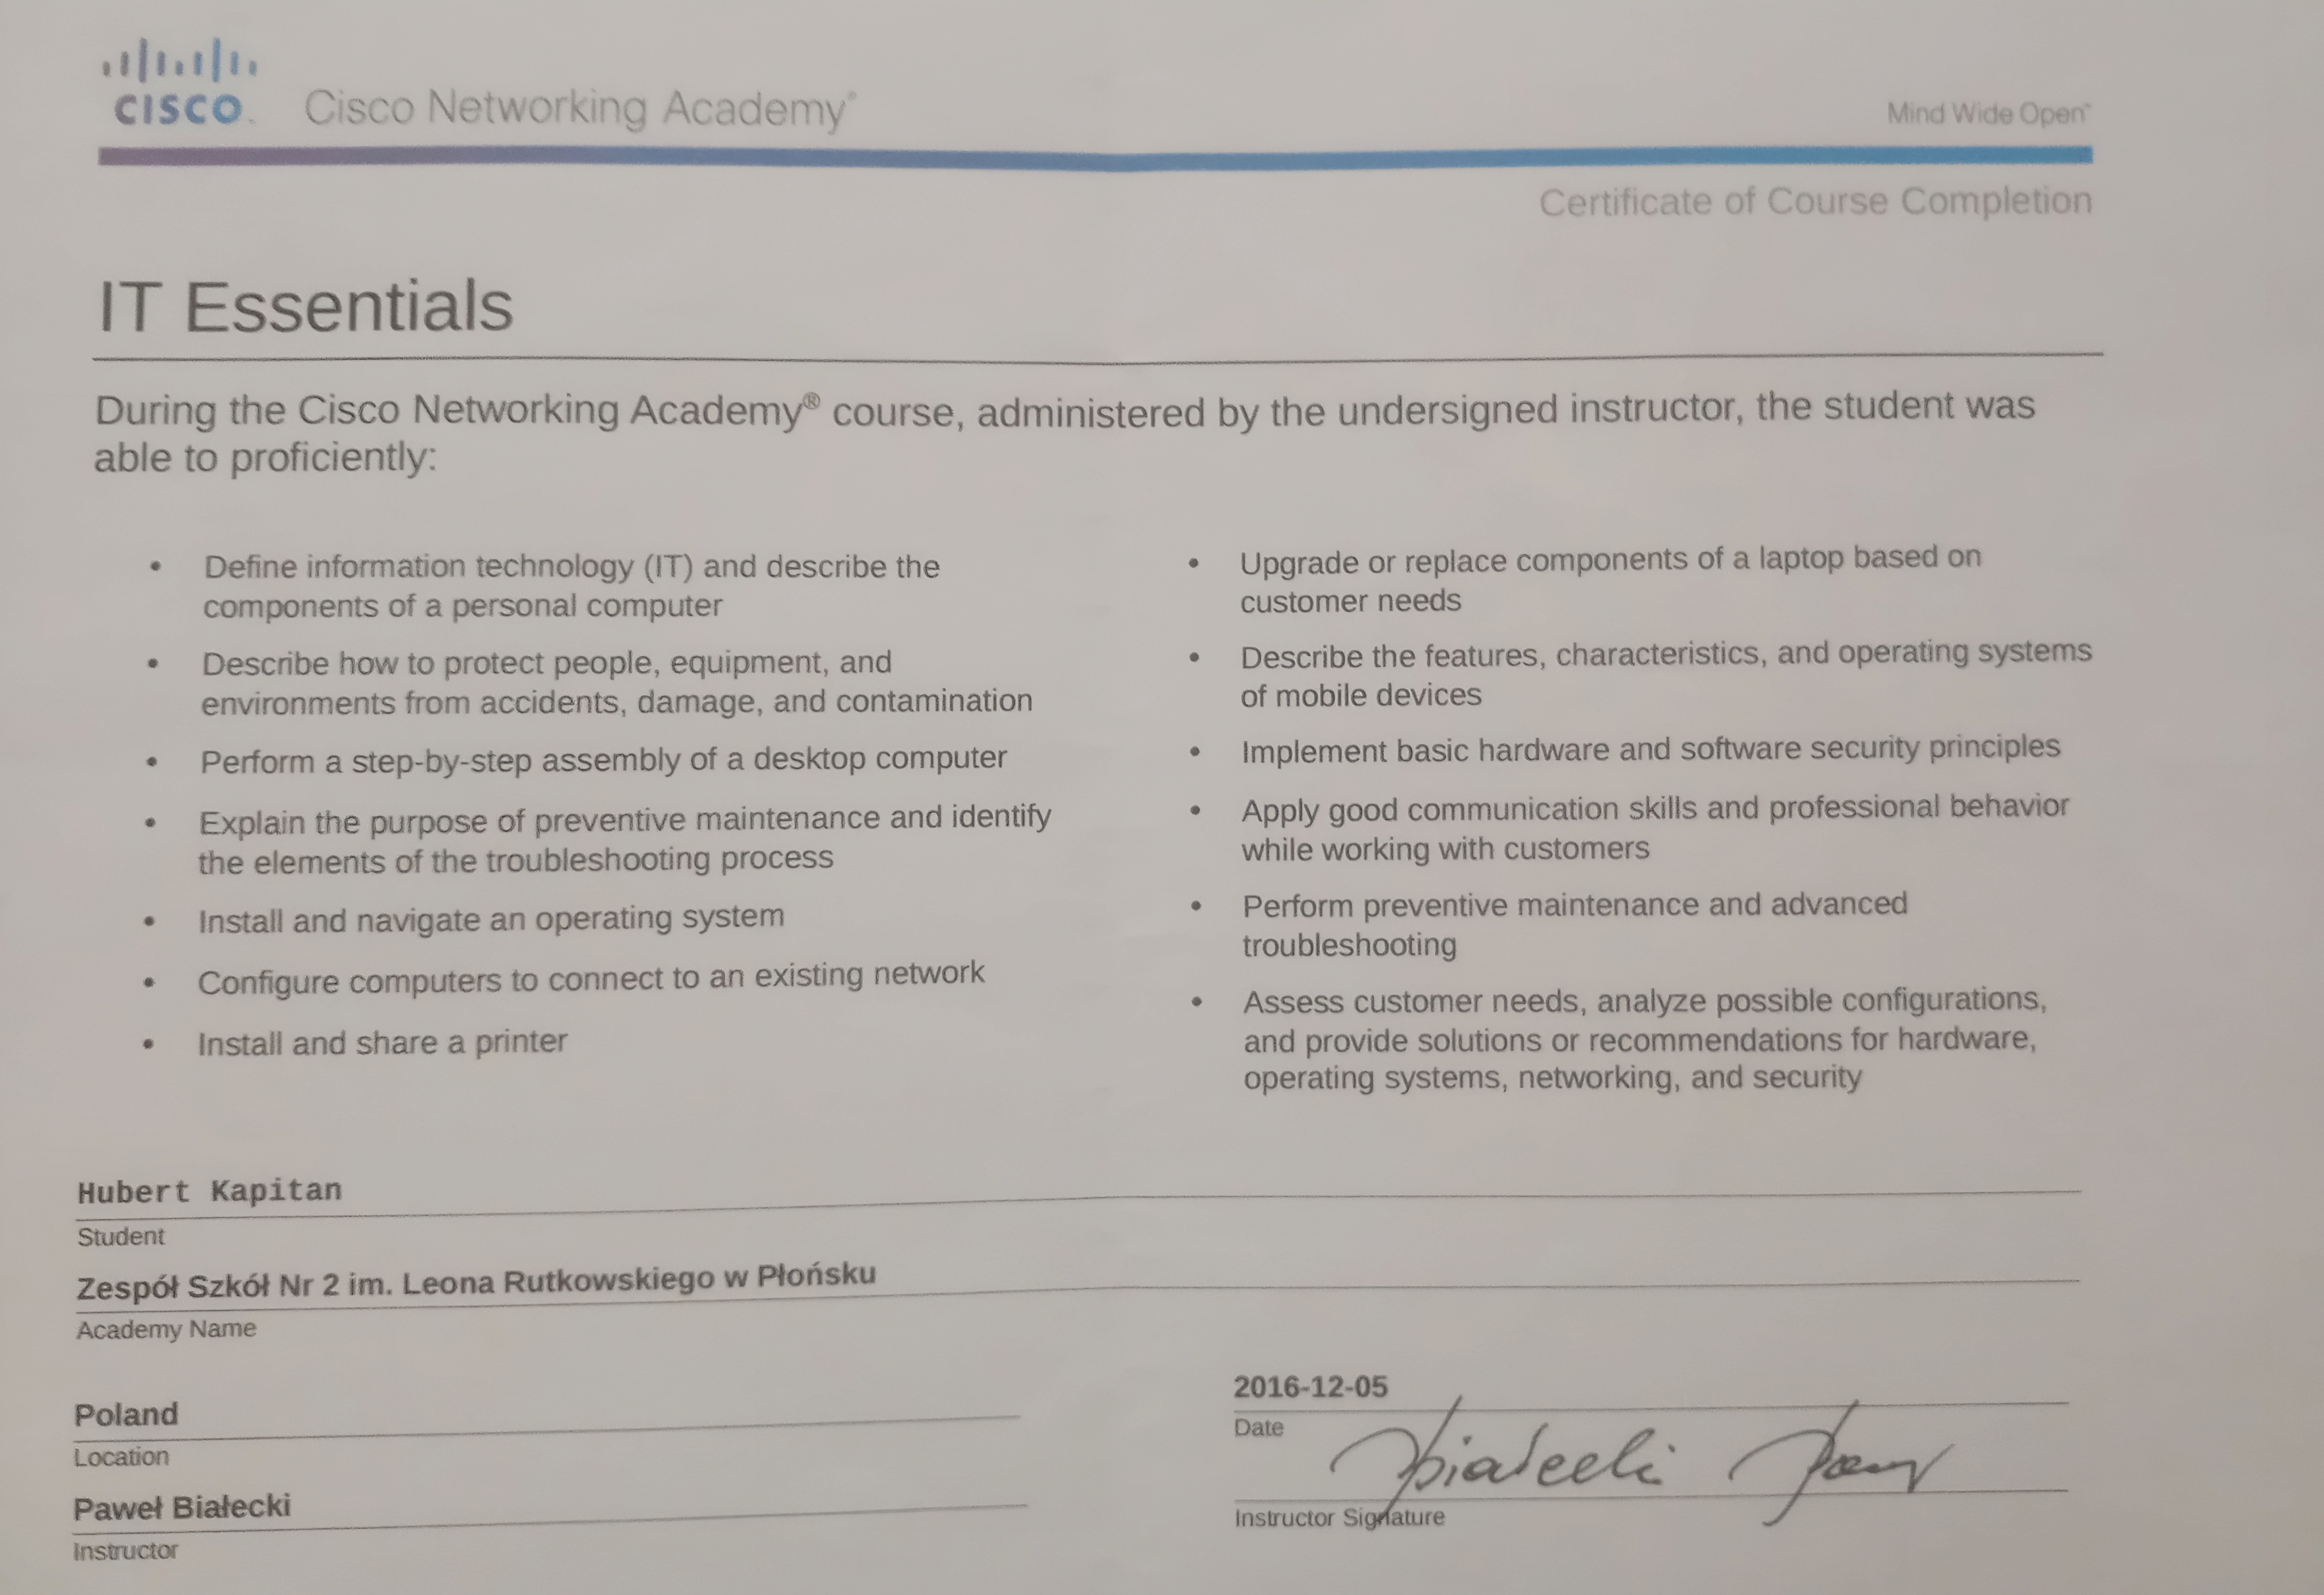 CISCO.
Cisco Networking Academy®
Mind Wide Open™
Certificate of Course Completion
IT Essentials
During the Cisco Networking Academy® course, administered by the undersigned instructor, the student was
able to proficiently:
• Define information technology (IT) and describe the
components of a personal computer
• Describe how to protect people, equipment, and
environments from accidents, damage, and contamination
• Perform a step-by-step assembly of a desktop computer
• Explain the purpose of preventive maintenance and identify
the elements of the troubleshooting process
• Install and navigate an operating system
• Configure computers to connect to an existing network
• Install and share a printer
• Upgrade or replace components of a laptop based on
customer needs
• Describe the features, characteristics, and operating systems
of mobile devices
• Implement basic hardware and software security principles
• Apply good communication skills and professional behavior
while working with customers
• Perform preventive maintenance and advanced
troubleshooting
• Assess customer needs, analyze possible configurations,
and provide solutions or recommendations for hardware,
operating systems, networking, and security
Hubert Kapitan
Student
Zespół Szkół Nr 2 im. Leona Rutkowskiego w Płońsku
Academy Name
Poland
Location
Paweł Białecki
Instructor
2016-12-05
Date
Białecki Paweł
Instructor Signature